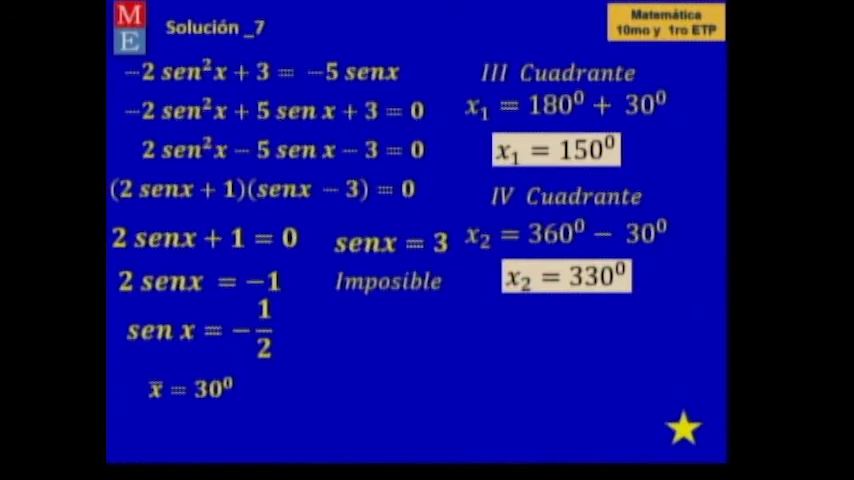 M
E
Solución _7
Matemática
10mo y 1ro ETP
−2 sen²x + 3 = −5 senx
−2 sen²x + 5 sen x + 3 = 0
2 sen²x − 5 sen x − 3 = 0
(2 senx + 1)(senx − 3) = 0
2 senx + 1 = 0
senx = 3
2 senx = −1
Imposible
sen x = −1/2
x̅ = 30⁰
III Cuadrante
x₁ = 180⁰ + 30⁰
x₁ = 150⁰
IV Cuadrante
x₂ = 360⁰ − 30⁰
x₂ = 330⁰